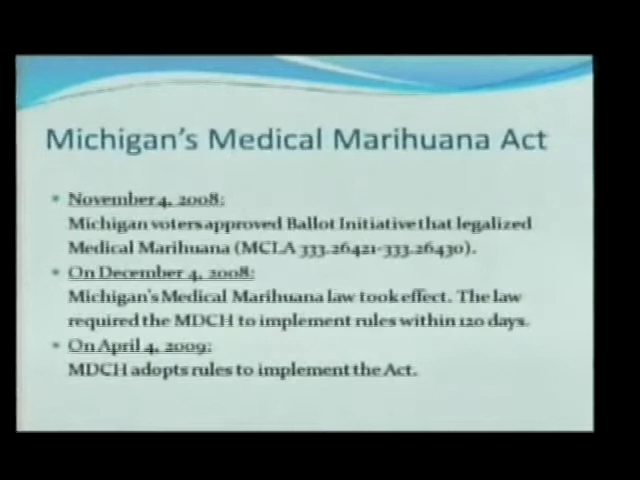 Michigan's Medical Marihuana Act
November 4, 2008:
Michigan voters approved Ballot Initiative that legalized
Medical Marihuana (MCLA 333.26421-333.26430).
On December 4, 2008:
Michigan's Medical Marihuana law took effect. The law
required the MDCH to implement rules within 120 days.
On April 4, 2009:
MDCH adopts rules to implement the Act.